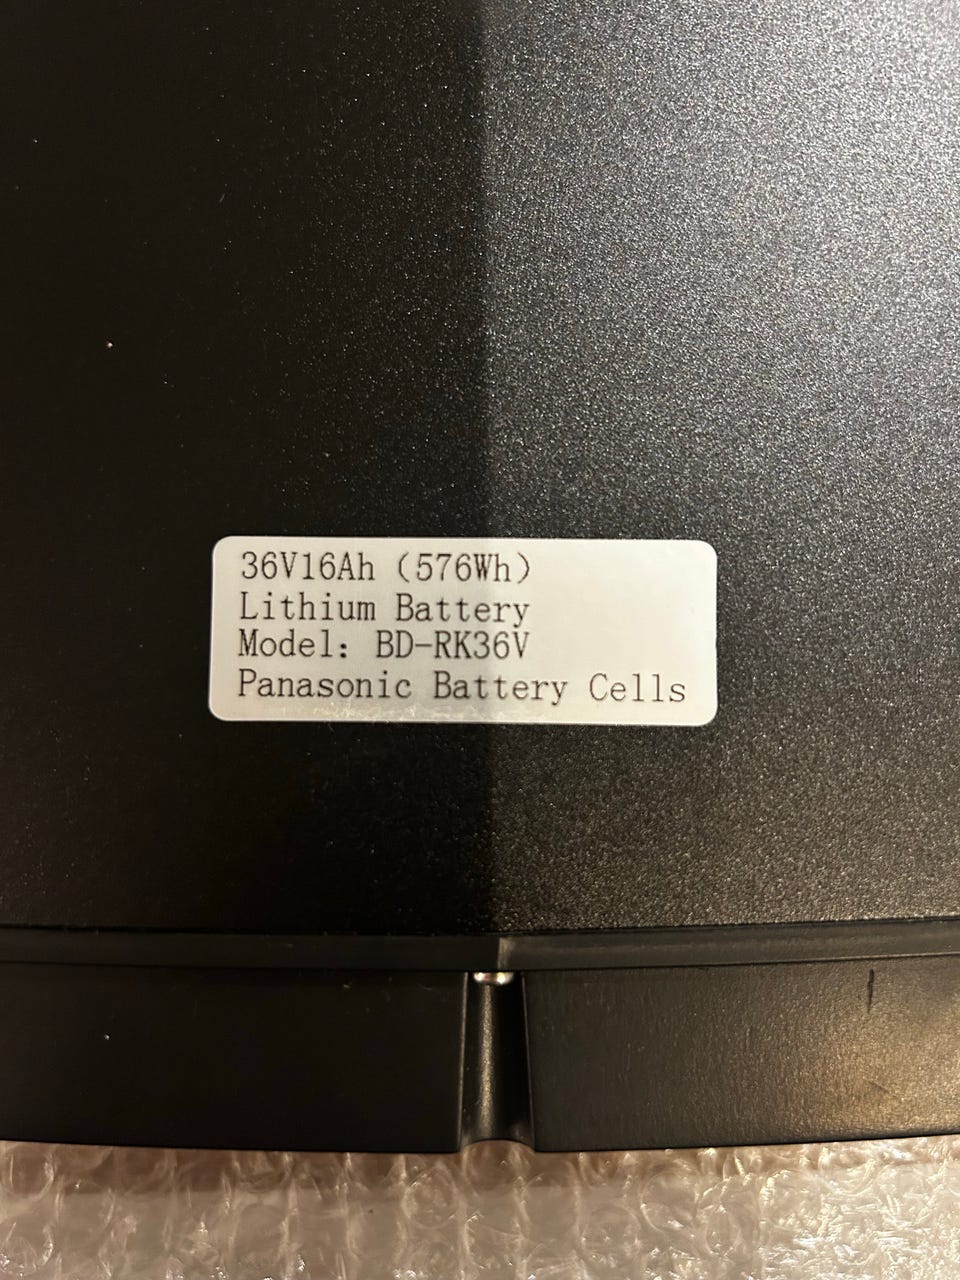 36V16Ah (576Wh)
Lithium Battery
Model: BD-RK36V
Panasonic Battery Cells